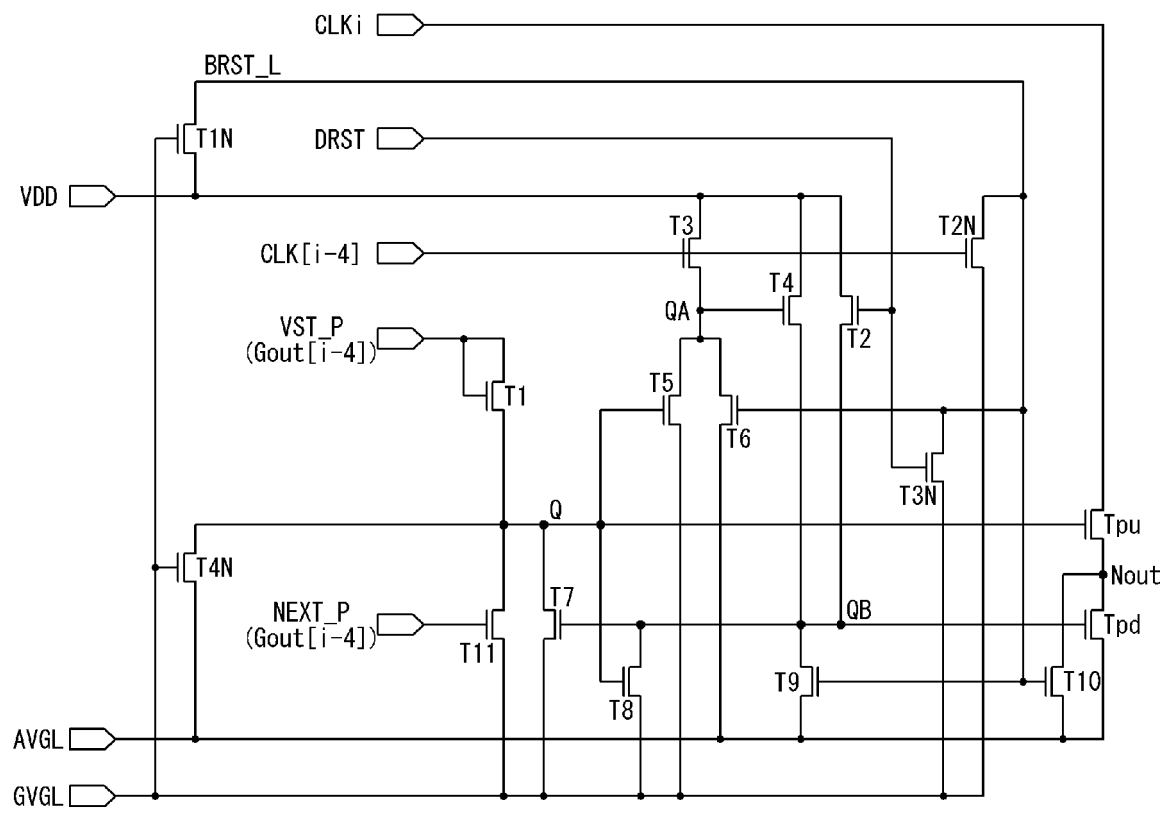 CLKi
BRST_L
T1N
DRST
VDD
T3
T2N
CLK[i-4]
T4
QA
VST_P
(Gout[i-4])
T2
T5
T1
T6
T3N
Q
Tpu
T4N
Nout
T7
NEXT_P
(Gout[i-4])
QB
Tpd
T11
T9
T10
T8
AVGL
GVGL